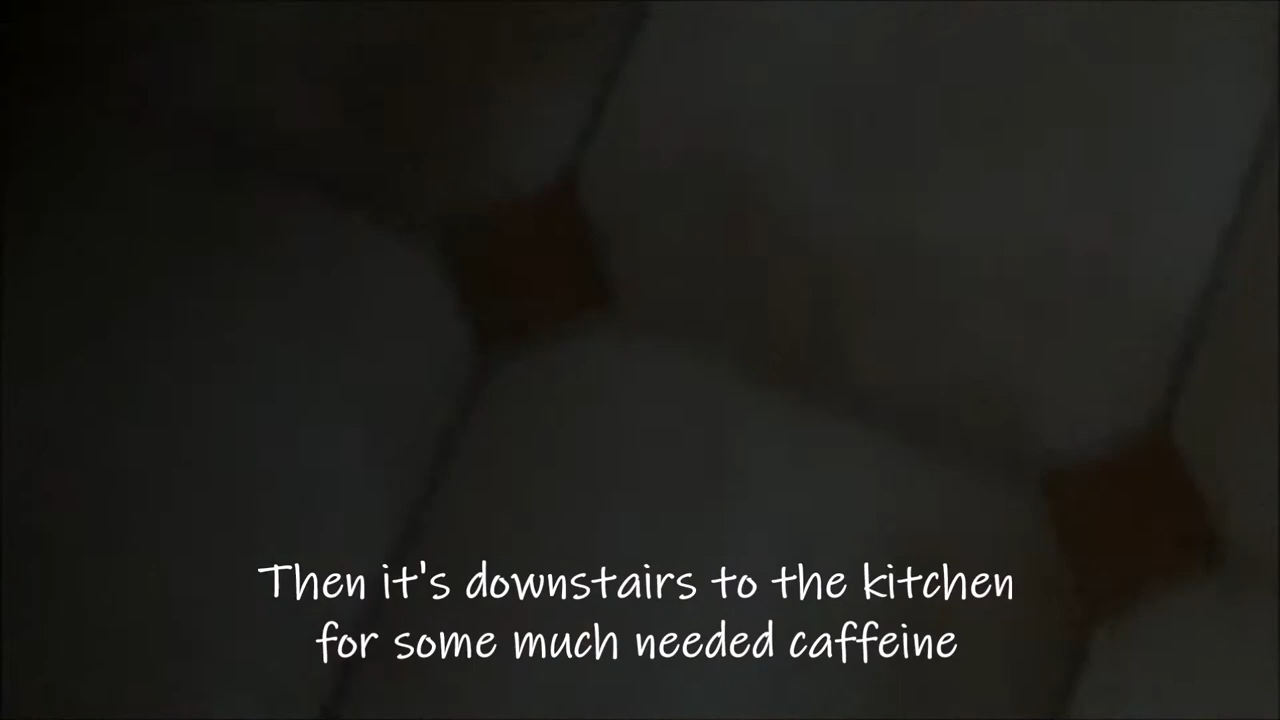 Then it's downstairs to the kitchen
for some much needed caffeine